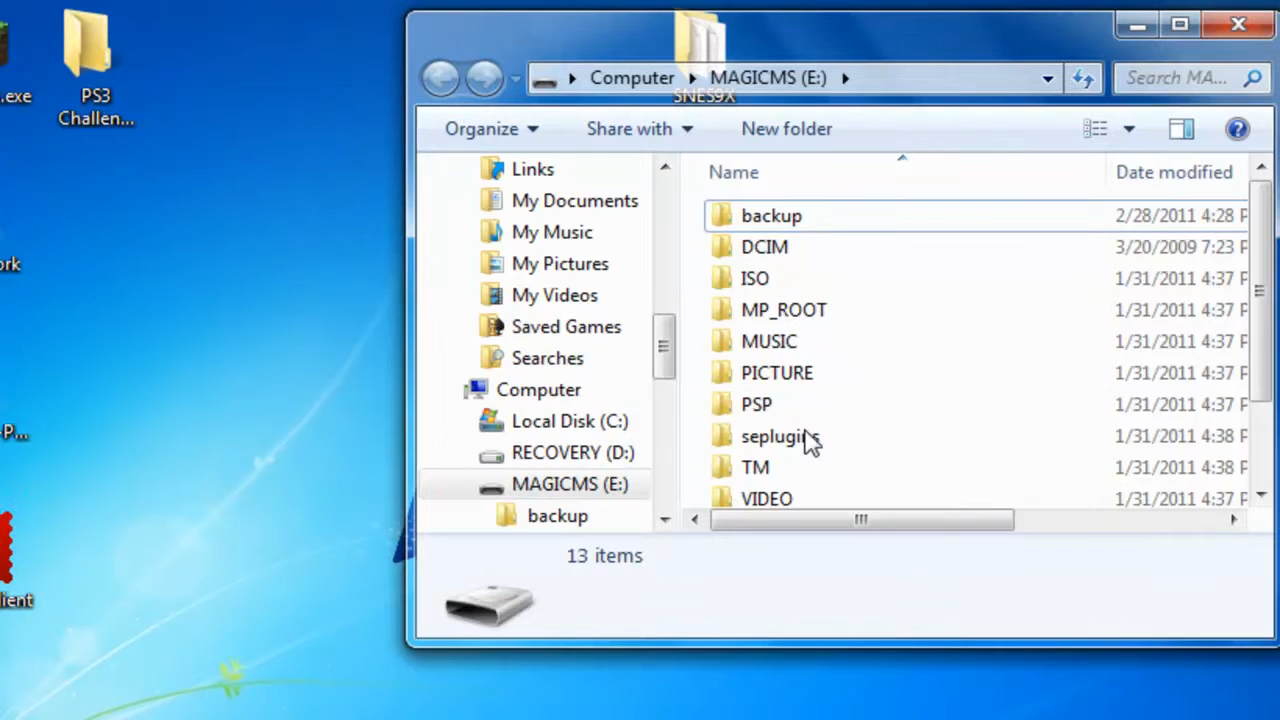 .exe
PS3
Challen...
ork
-P...
lient
SNES9X
Computer MAGICMS (E:)
Search MA...
Organize Share with New folder
Links
My Documents
My Music
My Pictures
My Videos
Saved Games
Searches
Computer
Local Disk (C:)
RECOVERY (D:)
MAGICMS (E:)
backup
Name Date modified
backup 2/28/2011 4:28 P
DCIM 3/20/2009 7:23 P
ISO 1/31/2011 4:37 P
MP_ROOT 1/31/2011 4:37 P
MUSIC 1/31/2011 4:37 P
PICTURE 1/31/2011 4:37 P
PSP 1/31/2011 4:37 P
seplugins 1/31/2011 4:38 P
TM 1/31/2011 4:38 P
VIDEO 1/31/2011 4:37 P
13 items